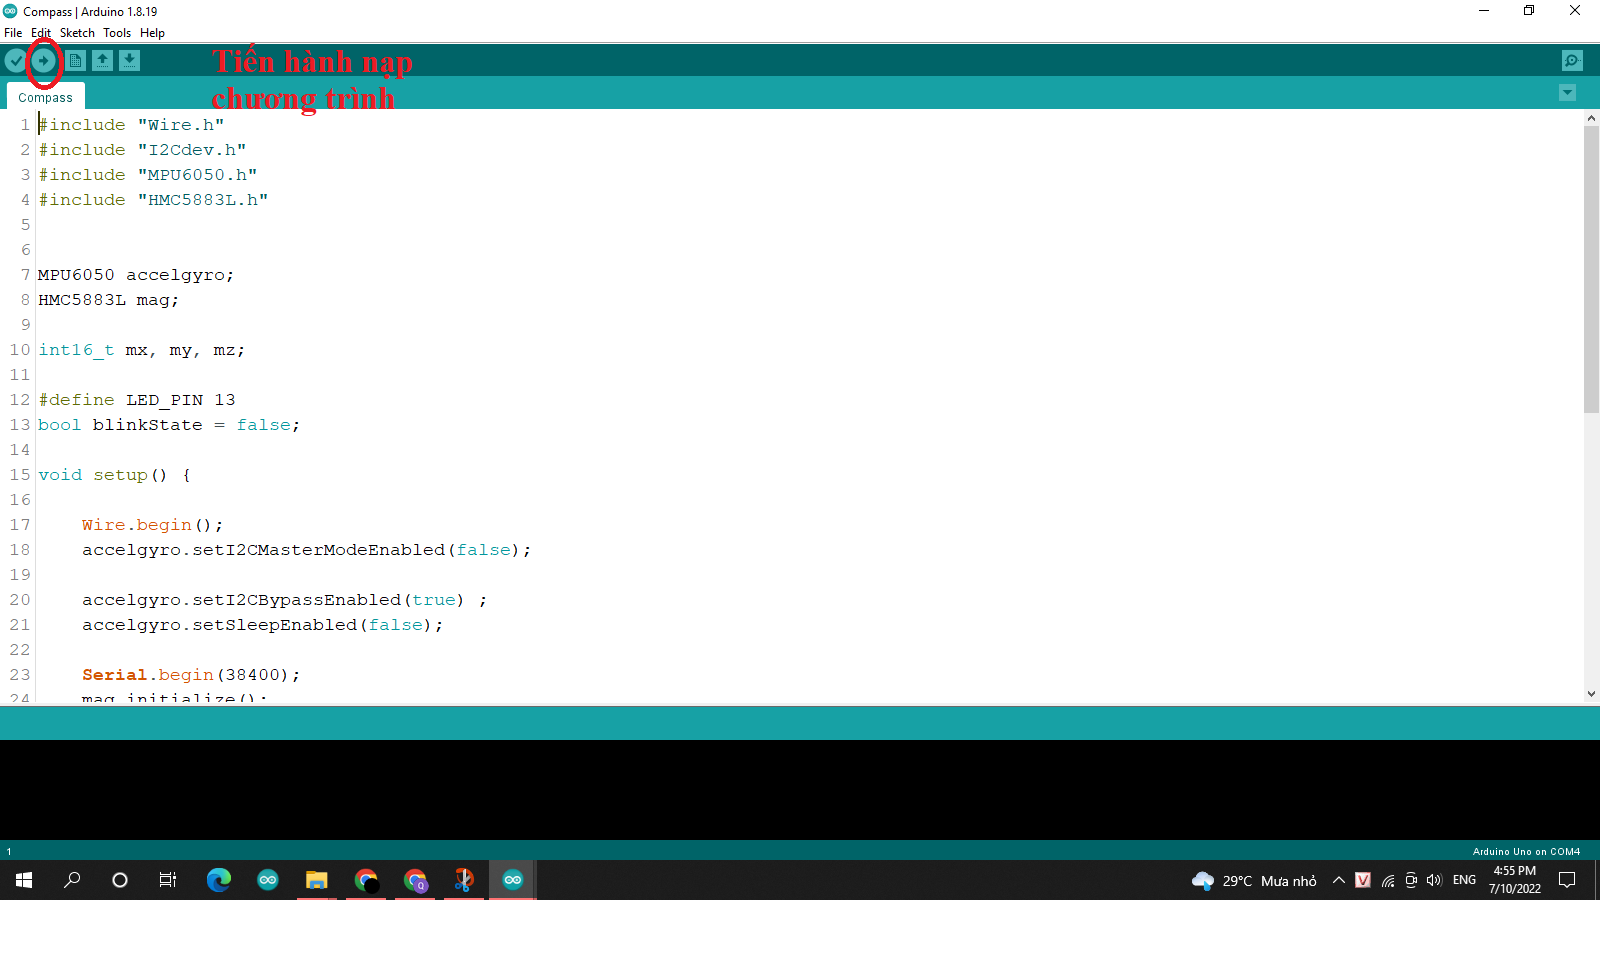 Compass | Arduino 1.8.19
File Edit Sketch Tools Help
Tiến hành nạp
chương trình
Compass
1 #include "Wire.h"
2 #include "I2Cdev.h"
3 #include "MPU6050.h"
4 #include "HMC5883L.h"
5
6
7 MPU6050 accelgyro;
8 HMC5883L mag;
9
10 int16_t mx, my, mz;
11
12 #define LED_PIN 13
13 bool blinkState = false;
14
15 void setup() {
16
17 Wire.begin();
18 accelgyro.setI2CMasterModeEnabled(false);
19
20 accelgyro.setI2CBypassEnabled(true) ;
21 accelgyro.setSleepEnabled(false);
22
23 Serial.begin(38400);
24 mag.initialize();
1
Arduino Uno on COM4
29°C Mưa nhỏ
V
ENG
4:55 PM
7/10/2022
Q